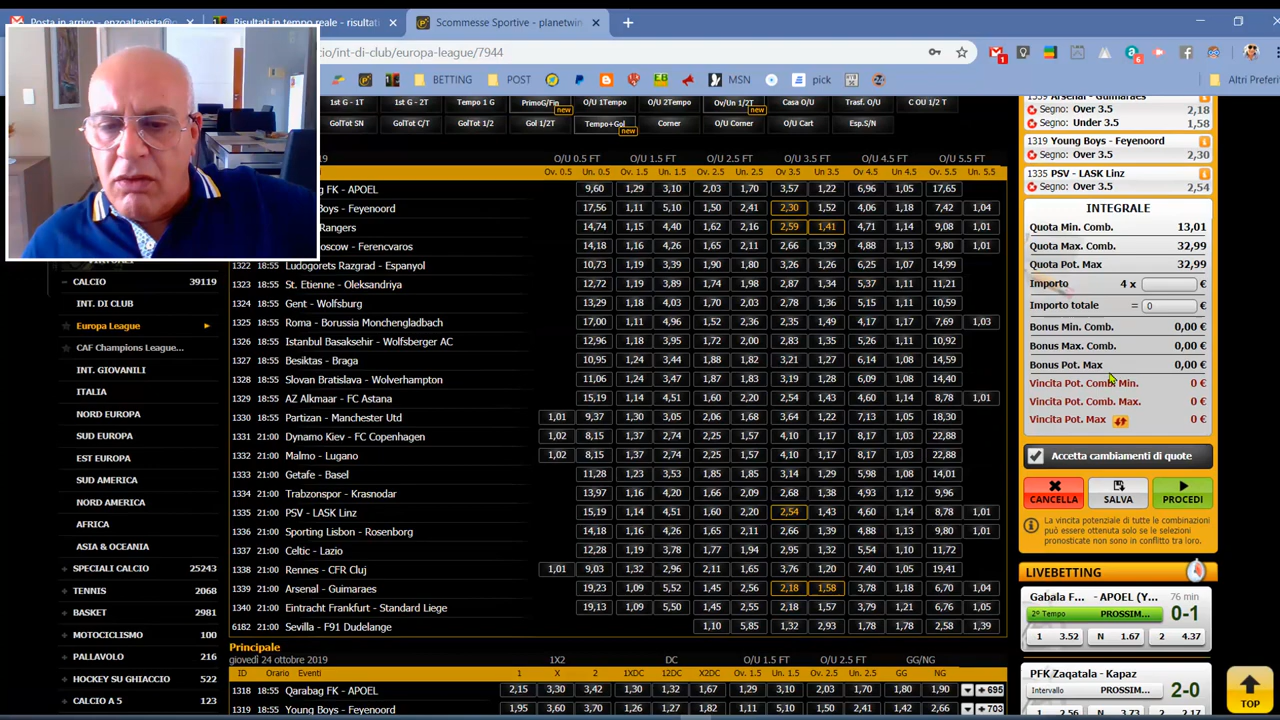 Posta in arrivo - enzoaltavista@
Risultati in tempo reale - risultati
Scommesse Sportive - planetwin
io/int-di-club/europa-league/7944
BETTING POST MSN pick Altri Preferi
1st G - 1T 1st G - 2T Tempo 1 G PrimoG/Fin O/U 1Tempo O/U 2Tempo Ov/Un 1/2T Casa O/U Trasf. O/U C OU 1/2 T
new new
GolTot SN GolTot C/T GolTot 1/2 Gol 1/2T Tempo+Gol Corner O/U Corner O/U Cart Esp.S/N
new
O/U 0.5 FT O/U 1.5 FT O/U 2.5 FT O/U 3.5 FT O/U 4.5 FT O/U 5.5 FT
Ov. 0.5 Un. 0.5 Ov. 1.5 Un. 1.5 Ov. 2.5 Un. 2.5 Ov 3.5 Un 3.5 Ov 4.5 Un 4.5 Ov. 5.5 Un. 5.5
g FK - APOEL 9,60 1,29 3,10 2,03 1,70 3,57 1,22 6,96 1,05 17,65
Boys - Feyenoord 17,56 1,11 5,10 1,50 2,41 2,30 1,52 4,06 1,18 7,42 1,04
Rangers 14,74 1,15 4,40 1,62 2,16 2,59 1,41 4,71 1,14 9,08 1,01
oscow - Ferencvaros 14,18 1,16 4,26 1,65 2,11 2,66 1,39 4,88 1,13 9,80 1,01
1322 18:55 Ludogorets Razgrad - Espanyol 10,73 1,19 3,91 1,90 1,80 3,26 1,26 6,25 1,07 14,99
1323 18:55 St. Etienne - Oleksandriya 12,72 1,19 3,89 1,74 1,98 2,87 1,34 5,41 1,10 11,21
1324 18:55 Gent - Wolfsburg 13,29 1,18 4,03 1,70 2,03 2,78 1,36 5,15 1,11 10,59
1325 18:55 Roma - Borussia Monchengladbach 17,00 1,11 4,96 1,52 2,36 2,35 1,49 4,17 1,17 7,69 1,03
1326 18:55 Istanbul Basaksehir - Wolfsberger AC 12,96 1,18 3,95 1,72 2,00 2,83 1,35 5,26 1,11 10,92
1327 18:55 Besiktas - Braga 10,95 1,24 3,44 1,88 1,82 3,21 1,27 6,08 1,07 14,59
1328 18:55 Slovan Bratislava - Wolverhampton 11,06 1,24 3,47 1,87 1,83 3,19 1,28 6,05 1,08 14,40
1329 18:55 AZ Alkmaar - FC Astana 15,19 1,14 4,51 1,60 2,20 2,54 1,43 4,60 1,14 8,78 1,01
1330 18:55 Partizan - Manchester Utd 1,01 9,37 1,30 3,05 2,06 1,68 3,64 1,22 7,13 1,05 18,30
1331 21:00 Dynamo Kiev - FC Copenhagen 1,02 8,15 1,37 2,74 2,25 1,57 4,10 1,17 8,17 1,03 22,88
1332 21:00 Malmo - Lugano 1,02 8,15 1,37 2,74 2,25 1,57 4,10 1,17 8,17 1,03 22,88
1333 21:00 Getafe - Basel 11,28 1,23 3,53 1,85 1,85 3,14 1,29 5,98 1,08 14,01
1334 21:00 Trabzonspor - Krasnodar 13,97 1,16 4,20 1,66 2,09 2,68 1,38 4,93 1,12 9,96
1335 21:00 PSV - LASK Linz 15,19 1,14 4,51 1,60 2,20 2,54 1,43 4,60 1,14 8,78 1,01
1336 21:00 Sporting Lisbon - Rosenborg 14,18 1,16 4,26 1,65 2,11 2,66 1,39 4,88 1,13 9,80 1,01
1337 21:00 Celtic - Lazio 12,28 1,19 3,78 1,77 1,94 2,95 1,32 5,54 1,10 11,72
1338 21:00 Rennes - CFR Cluj 1,01 9,03 1,32 2,96 2,11 1,65 3,76 1,20 7,40 1,05 19,41
1339 21:00 Arsenal - Guimaraes 19,23 1,09 5,52 1,45 2,56 2,18 1,58 3,78 1,18 6,70 1,04
1340 21:00 Eintracht Frankfurt - Standard Liege 19,13 1,09 5,50 1,45 2,55 2,18 1,57 3,79 1,21 6,76 1,05
6182 21:00 Sevilla - F91 Dudelange 1,10 5,85 1,32 2,93 1,78 1,78 2,58 1,39
Principale
giovedì 24 ottobre 2019 1X2 DC O/U 1.5 FT O/U 2.5 FT GG/NG
ID Orario Eventi 1 X 2 1XDC 12DC X2DC Ov 1.5 Un 1.5 Ov 2.5 Un 2.5 GG NG
1318 18:55 Qarabag FK - APOEL 2,15 3,30 3,42 1,30 1,32 1,67 1,29 3,10 2,03 1,70 1,80 1,90 +695
1319 18:55 Young Boys - Feyenoord 1,95 3,60 3,70 1,26 1,27 1,82 1,11 5,10 1,50 2,41 1,42 2,66 +703
CALCIO 39119
INT. DI CLUB
Europa League
CAF Champions League...
INT. GIOVANILI
ITALIA
NORD EUROPA
SUD EUROPA
EST EUROPA
SUD AMERICA
NORD AMERICA
AFRICA
ASIA & OCEANIA
SPECIALI CALCIO 25243
TENNIS 2068
BASKET 2981
MOTOCICLISMO 100
PALLAVOLO 216
HOCKEY SU GHIACCIO 522
CALCIO A 5 123
1339 Arsenal - Guimaraes
Segno: Over 3.5 2,18
Segno: Under 3.5 1,58
1319 Young Boys - Feyenoord
Segno: Over 3.5 2,30
1335 PSV - LASK Linz
Segno: Over 3.5 2,54
INTEGRALE
Quota Min. Comb. 13,01
Quota Max. Comb. 32,99
Quota Pot. Max 32,99
Importo 4 x €
Importo totale = 0 €
Bonus Min. Comb. 0,00 €
Bonus Max. Comb. 0,00 €
Bonus Pot. Max 0,00 €
Vincita Pot. Comb. Min. 0 €
Vincita Pot. Comb. Max. 0 €
Vincita Pot. Max 0 €
Accetta cambiamenti di quote
CANCELLA SALVA PROCEDI
La vincita potenziale di tutte le combinazioni
può essere ottenuta solo se le selezioni
pronosticate non sono in conflitto tra loro.
LIVEBETTING
Gabala F... - APOEL (Y... 76 min
2º Tempo PROSSIM... 0-1
1 3.52 N 1.67 2 4.37
PFK Zaqatala - Kapaz
Intervallo PROSSIM... 2-0
1 2.56 N 3.73 2 2.17
TOP